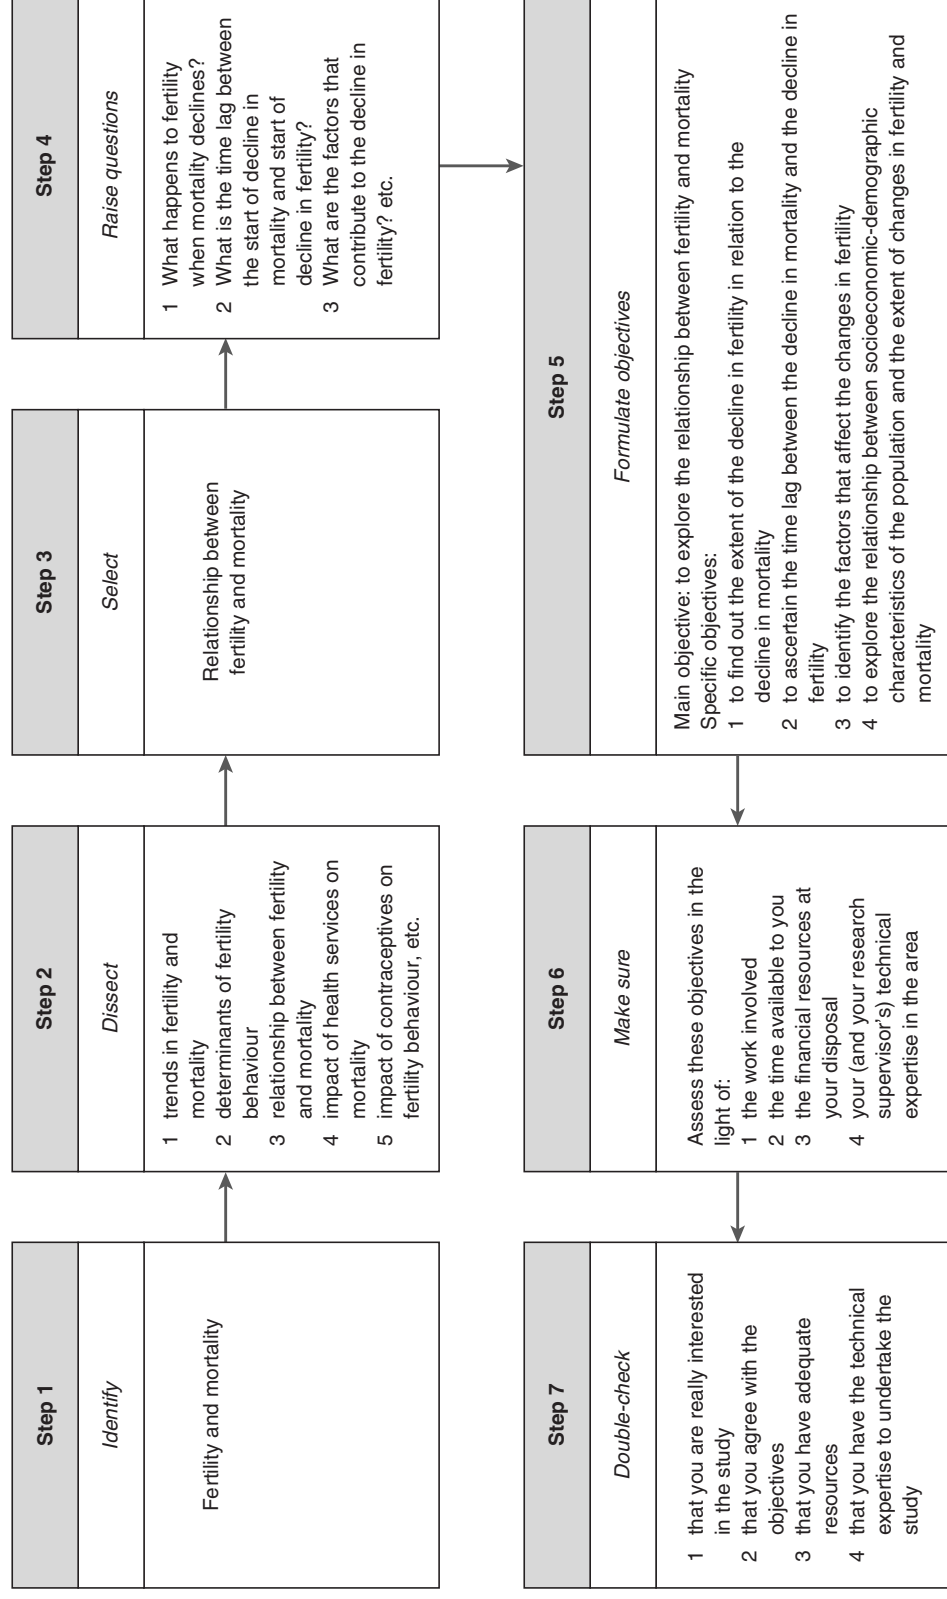 Step 1
Identify
Fertility and mortality
Step 2
Dissect
1 trends in fertility and
mortality
2 determinants of fertility
behaviour
3 relationship between fertility
and mortality
4 impact of health services on
mortality
5 impact of contraceptives on
fertility behaviour, etc.
Step 3
Select
Relationship between
fertility and mortality
Step 4
Raise questions
1 What happens to fertility
when mortality declines?
2 What is the time lag between
the start of decline in
mortality and start of
decline in fertility?
3 What are the factors that
contribute to the decline in
fertility? etc.
Step 5
Formulate objectives
Main objective: to explore the relationship between fertility and mortality
Specific objectives:
1 to find out the extent of the decline in fertility in relation to the
decline in mortality
2 to ascertain the time lag between the decline in mortality and the decline in
fertility
3 to identify the factors that affect the changes in fertility
4 to explore the relationship between socioeconomic-demographic
characteristics of the population and the extent of changes in fertility and
mortality
Step 6
Make sure
Assess these objectives in the
light of:
1 the work involved
2 the time available to you
3 the financial resources at
your disposal
4 your (and your research
supervisor's) technical
expertise in the area
Step 7
Double-check
1 that you are really interested
in the study
2 that you agree with the
objectives
3 that you have adequate
resources
4 that you have the technical
expertise to undertake the
study